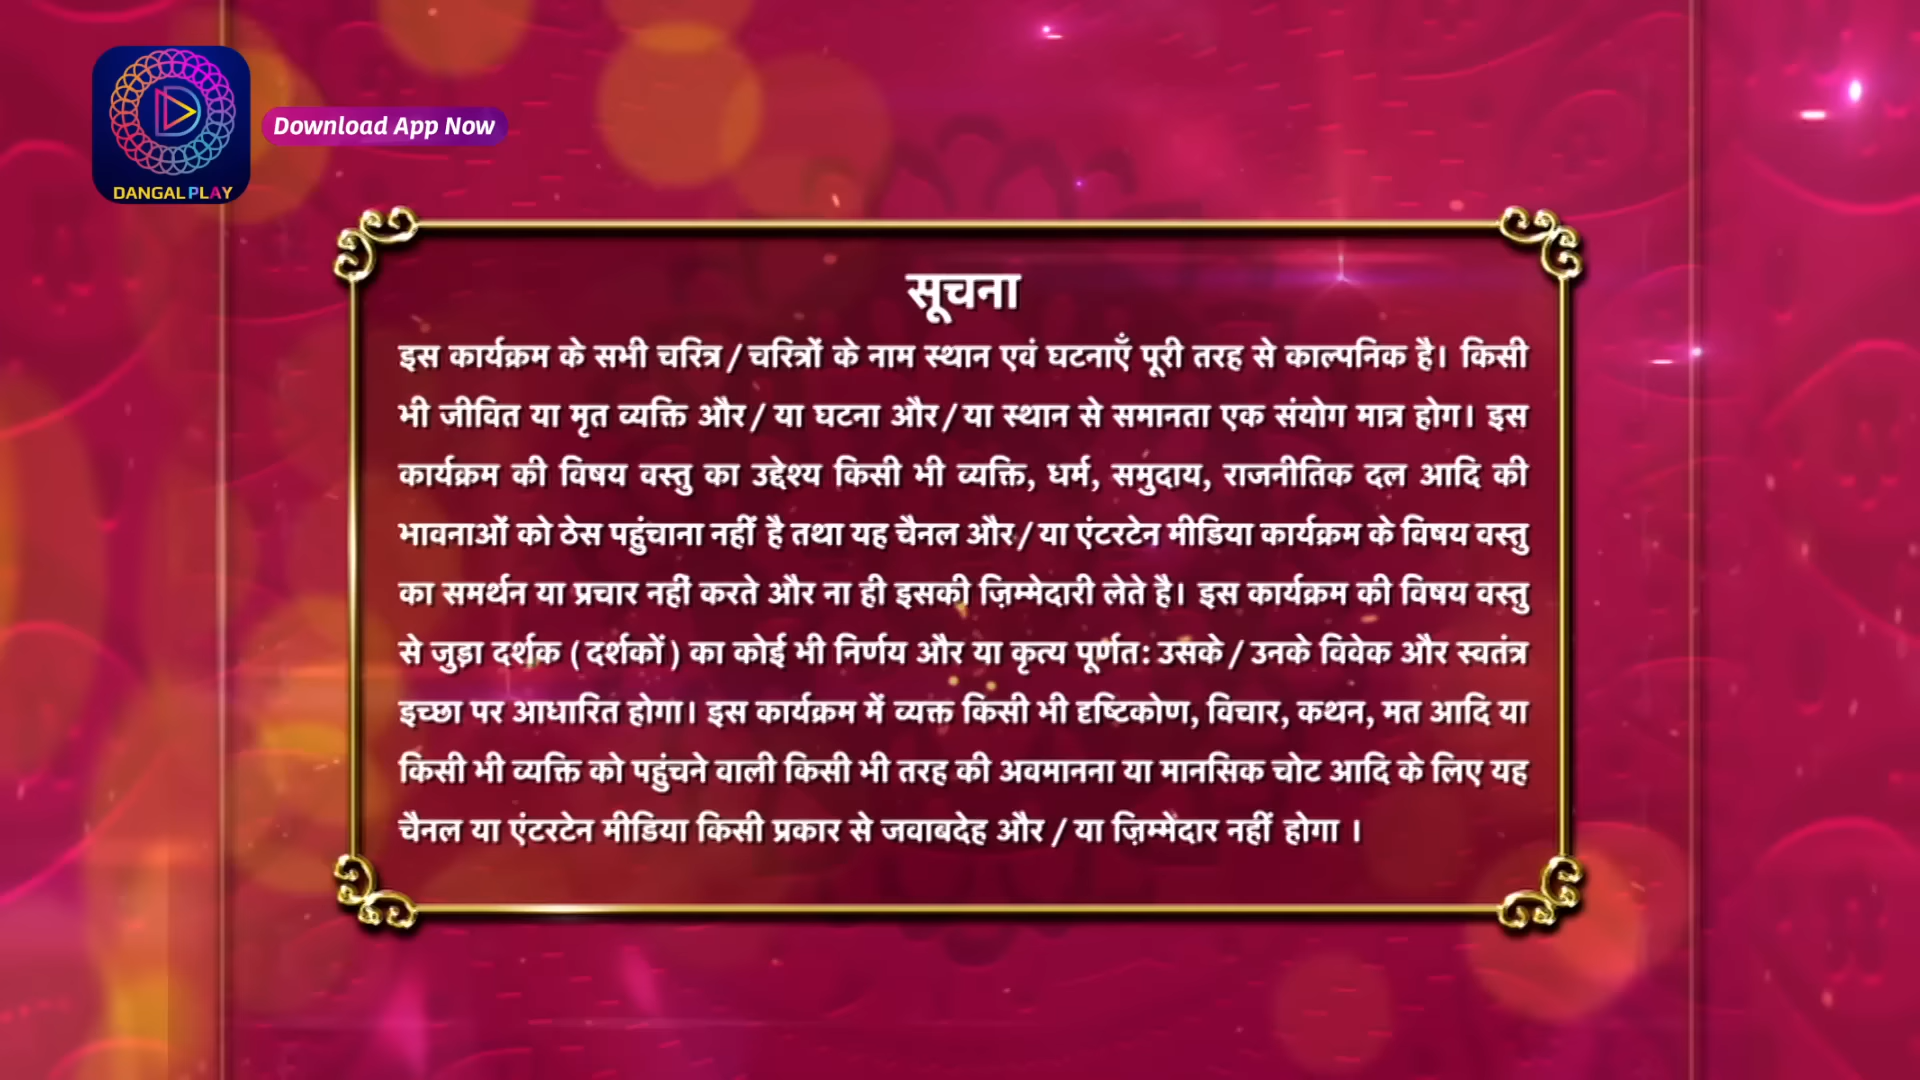 DANGAL PLAY
Download App Now
सूचना
इस कार्यक्रम के सभी चरित्र / चरित्रों के नाम स्थान एवं घटनाएँ पूरी तरह से काल्पनिक है। किसी
भी जीवित या मृत व्यक्ति और / या घटना और / या स्थान से समानता एक संयोग मात्र होग। इस
कार्यक्रम की विषय वस्तु का उद्देश्य किसी भी व्यक्ति, धर्म, समुदाय, राजनीतिक दल आदि की
भावनाओं को ठेस पहुंचाना नहीं है तथा यह चैनल और / या एंटरटेन मीडिया कार्यक्रम के विषय वस्तु
का समर्थन या प्रचार नहीं करते और ना ही इसकी ज़िम्मेदारी लेते है। इस कार्यक्रम की विषय वस्तु
से जुड़ा दर्शक ( दर्शकों ) का कोई भी निर्णय और या कृत्य पूर्णत: उसके / उनके विवेक और स्वतंत्र
इच्छा पर आधारित होगा। इस कार्यक्रम में व्यक्त किसी भी दृष्टिकोण, विचार, कथन, मत आदि या
किसी भी व्यक्ति को पहुंचने वाली किसी भी तरह की अवमानना या मानसिक चोट आदि के लिए यह
चैनल या एंटरटेन मीडिया किसी प्रकार से जवाबदेह और / या ज़िम्मेदार नहीं होगा ।